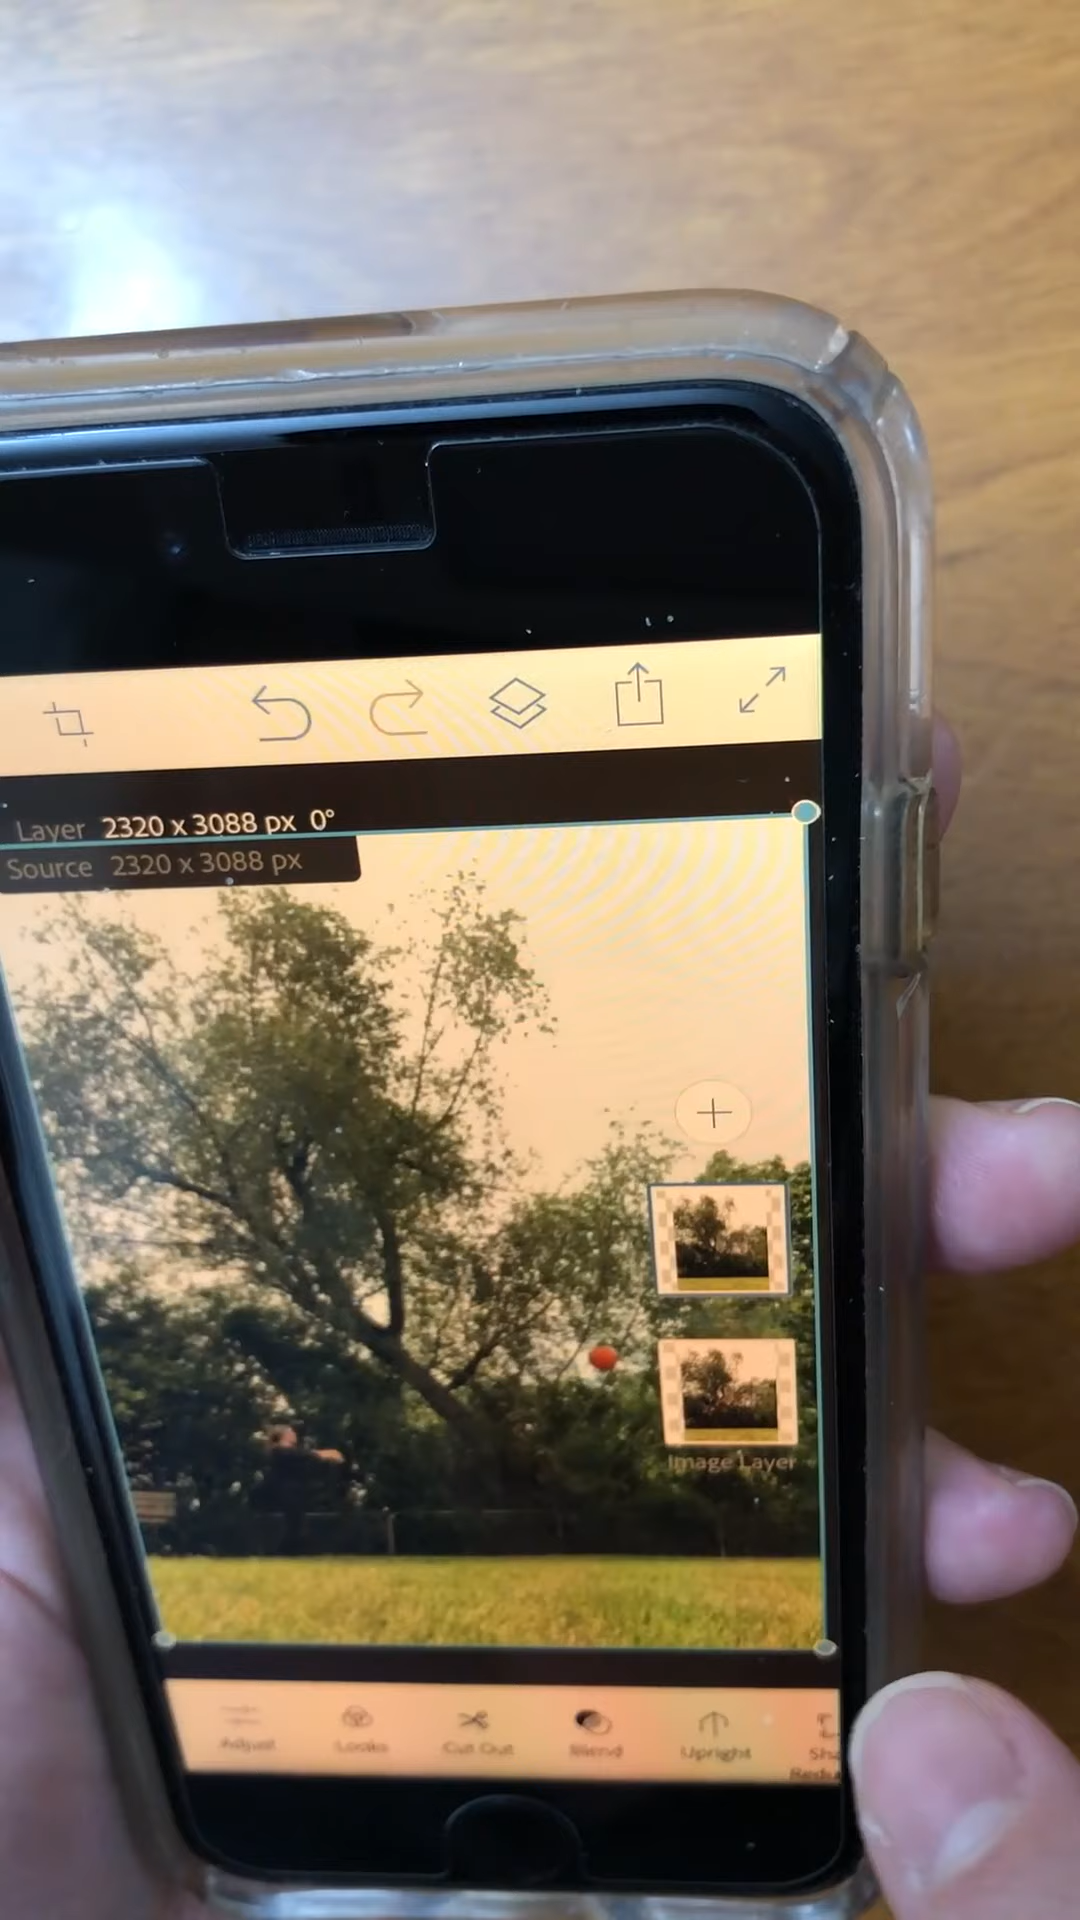 Layer 2320 x 3088 px 0°
Source 2320 x 3088 px
Image Layer
Adjust Looks Cut Out Blend Upright